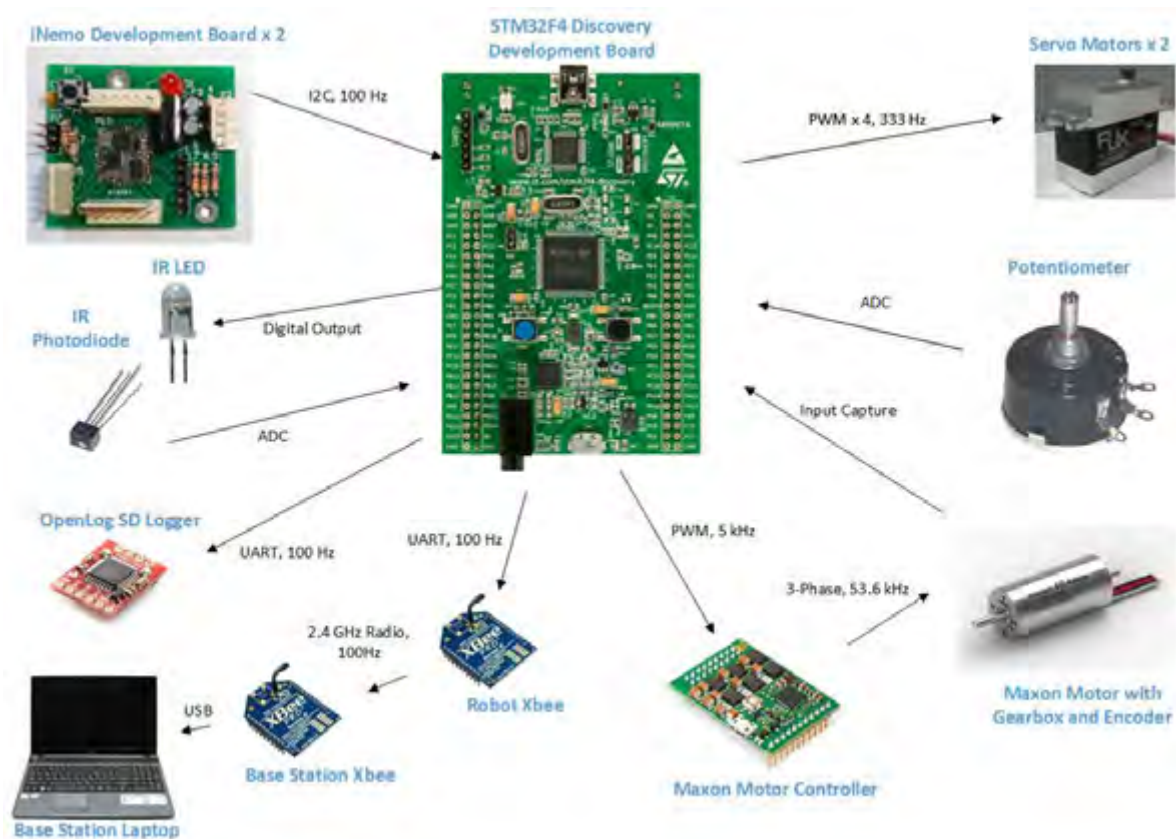 iNemo Development Board x 2
STM32F4 Discovery
Development Board
Servo Motors x 2
I2C, 100 Hz
PWM x 4, 333 Hz
IR LED
Digital Output
IR
Photodiode
ADC
Potentiometer
ADC
Input Capture
OpenLog SD Logger
UART, 100 Hz
UART, 100 Hz
PWM, 5 kHz
3-Phase, 53.6 kHz
2.4 GHz Radio,
100Hz
XBee
Robot Xbee
USB
XBee
Base Station Xbee
Maxon Motor Controller
Maxon Motor with
Gearbox and Encoder
Base Station Laptop